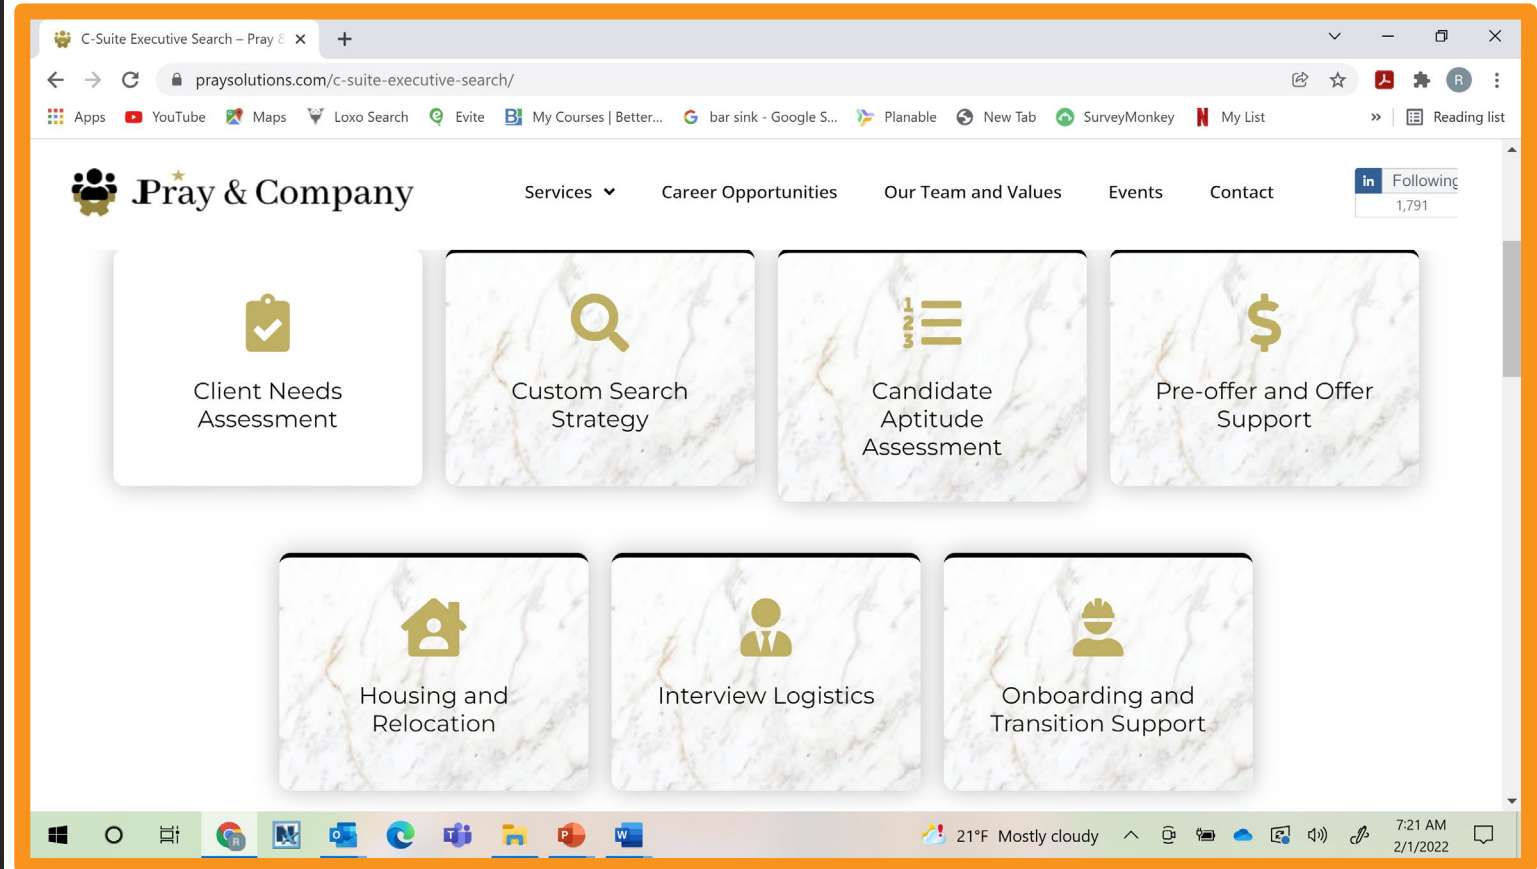 C-Suite Executive Search – Pray &
praysolutions.com/c-suite-executive-search/
R
Apps YouTube Maps Loxo Search Evite My Courses | Better... bar sink - Google S... Planable New Tab SurveyMonkey My List » Reading list
Pray & Company
Services Career Opportunities Our Team and Values Events Contact
in Following
1,791
1
2
3
$
Client Needs
Assessment
Custom Search
Strategy
Candidate
Aptitude
Assessment
Pre-offer and Offer
Support
Housing and
Relocation
Interview Logistics
Onboarding and
Transition Support
21°F Mostly cloudy
7:21 AM
2/1/2022